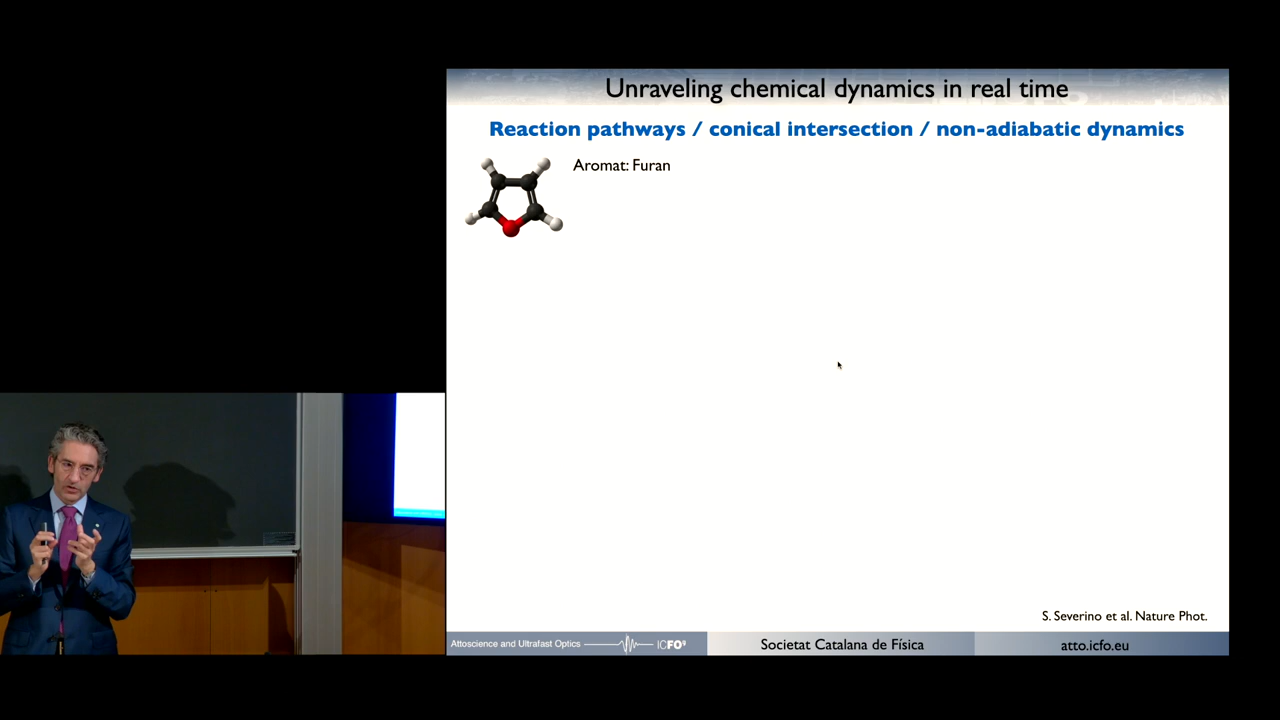 Unraveling chemical dynamics in real time
Reaction pathways / conical intersection / non-adiabatic dynamics
Aromat: Furan
S. Severino et al. Nature Phot.
Attoscience and Ultrafast Optics
ICFO
Societat Catalana de Física
atto.icfo.eu